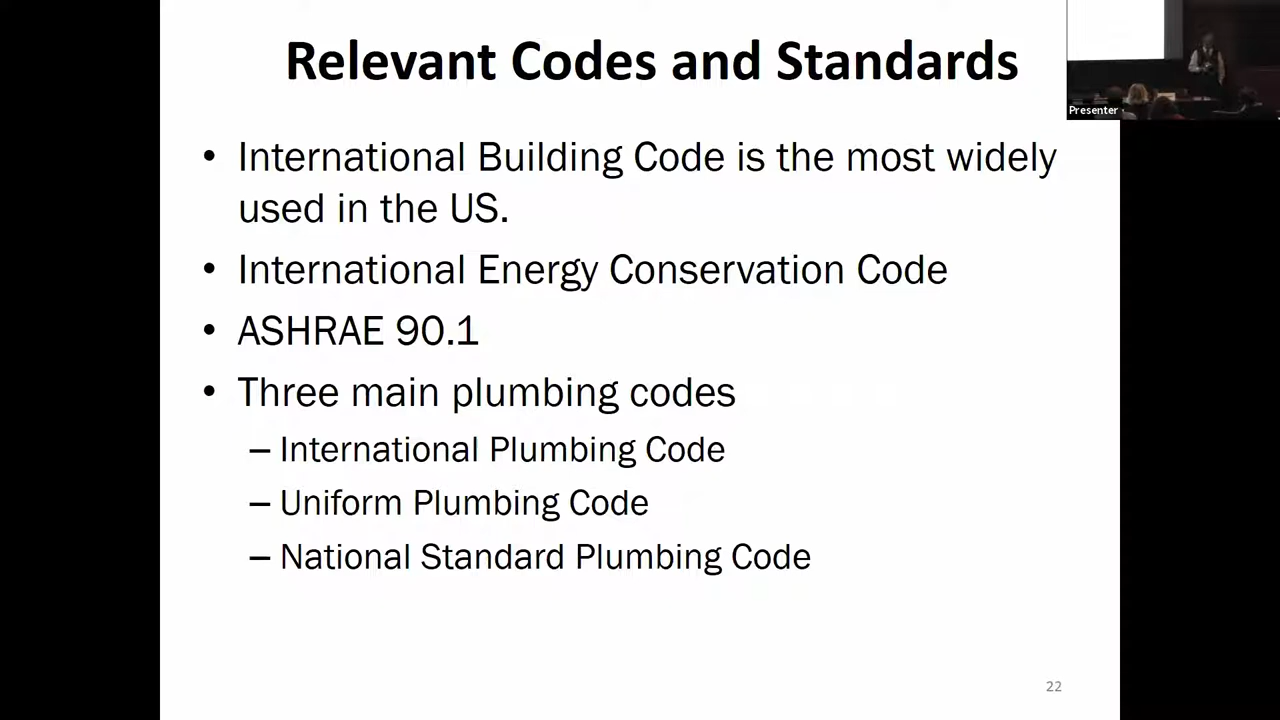 Relevant Codes and Standards
Presenter
• International Building Code is the most widely
used in the US.
• International Energy Conservation Code
• ASHRAE 90.1
• Three main plumbing codes
– International Plumbing Code
– Uniform Plumbing Code
– National Standard Plumbing Code
22